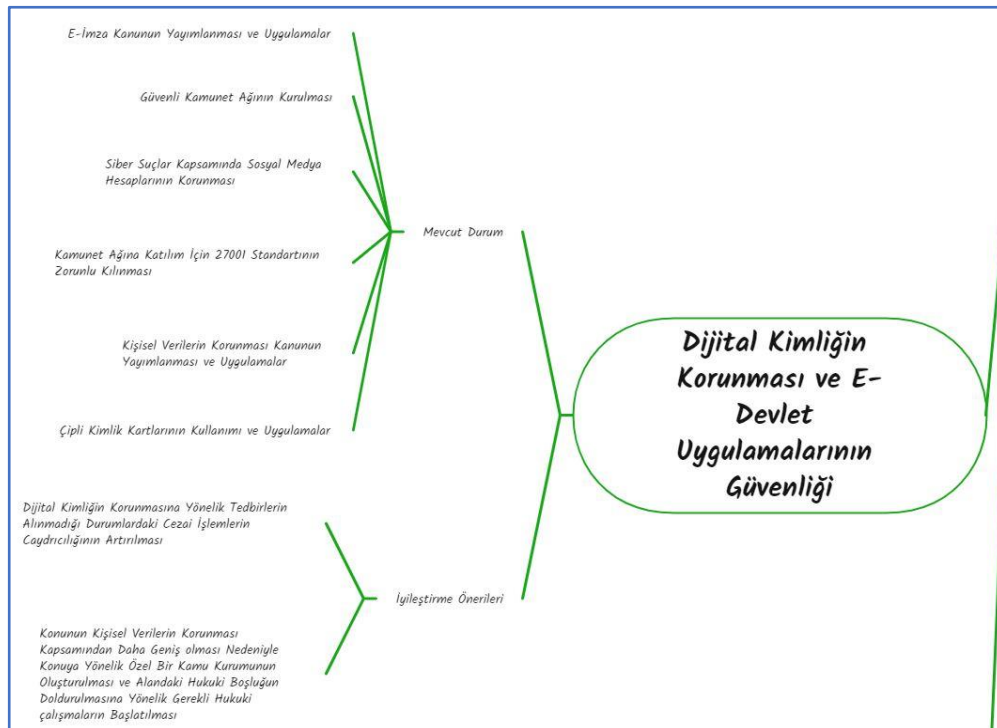 E-İmza Kanunun Yayımlanması ve Uygulamalar
Güvenli Kamunet Ağının Kurulması
Siber Suçlar Kapsamında Sosyal Medya
Hesaplarının Korunması
Kamunet Ağına Katılım İçin 27001 Standartının
Zorunlu Kılınması
Kişisel Verilerin Korunması Kanunun
Yayımlanması ve Uygulamalar
Çipli Kimlik Kartlarının Kullanımı ve Uygulamalar
Mevcut Durum
Dijital Kimliğin Korunmasına Yönelik Tedbirlerin
Alınmadığı Durumlardaki Cezai İşlemlerin
Caydrıcılığının Artırılması
Konunun Kişisel Verilerin Korunması
Kapsamından Daha Geniş olması Nedeniyle
Konuya Yönelik Özel Bir Kamu Kurumunun
Oluşturulması ve Alandaki Hukuki Boşluğun
Doldurulmasına Yönelik Gerekli Hukuki
çalışmaların Başlatılması
İyileştirme Önerileri
Dijital Kimliğin
Korunması ve E-
Devlet
Uygulamalarının
Güvenliği